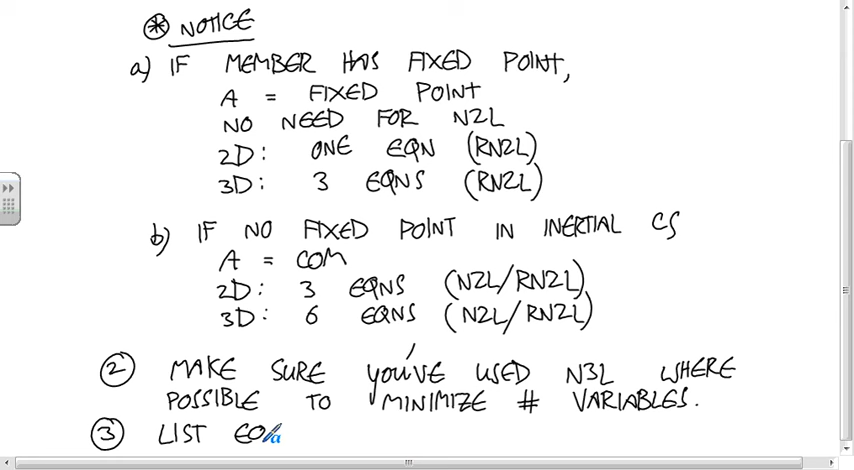 * NOTICE
a) IF MEMBER HAS FIXED POINT,
A = FIXED POINT
NO NEED FOR N2L
2D: ONE EQN (RN2L)
3D: 3 EQNS (RN2L)
b) IF NO FIXED POINT IN INERTIAL CS
A = COM
2D: 3 EQNS (N2L/RN2L)
3D: 6 EQNS (N2L/RN2L)
2 MAKE SURE YOU'VE USED N3L WHERE
POSSIBLE TO MINIMIZE # VARIABLES.
3 LIST